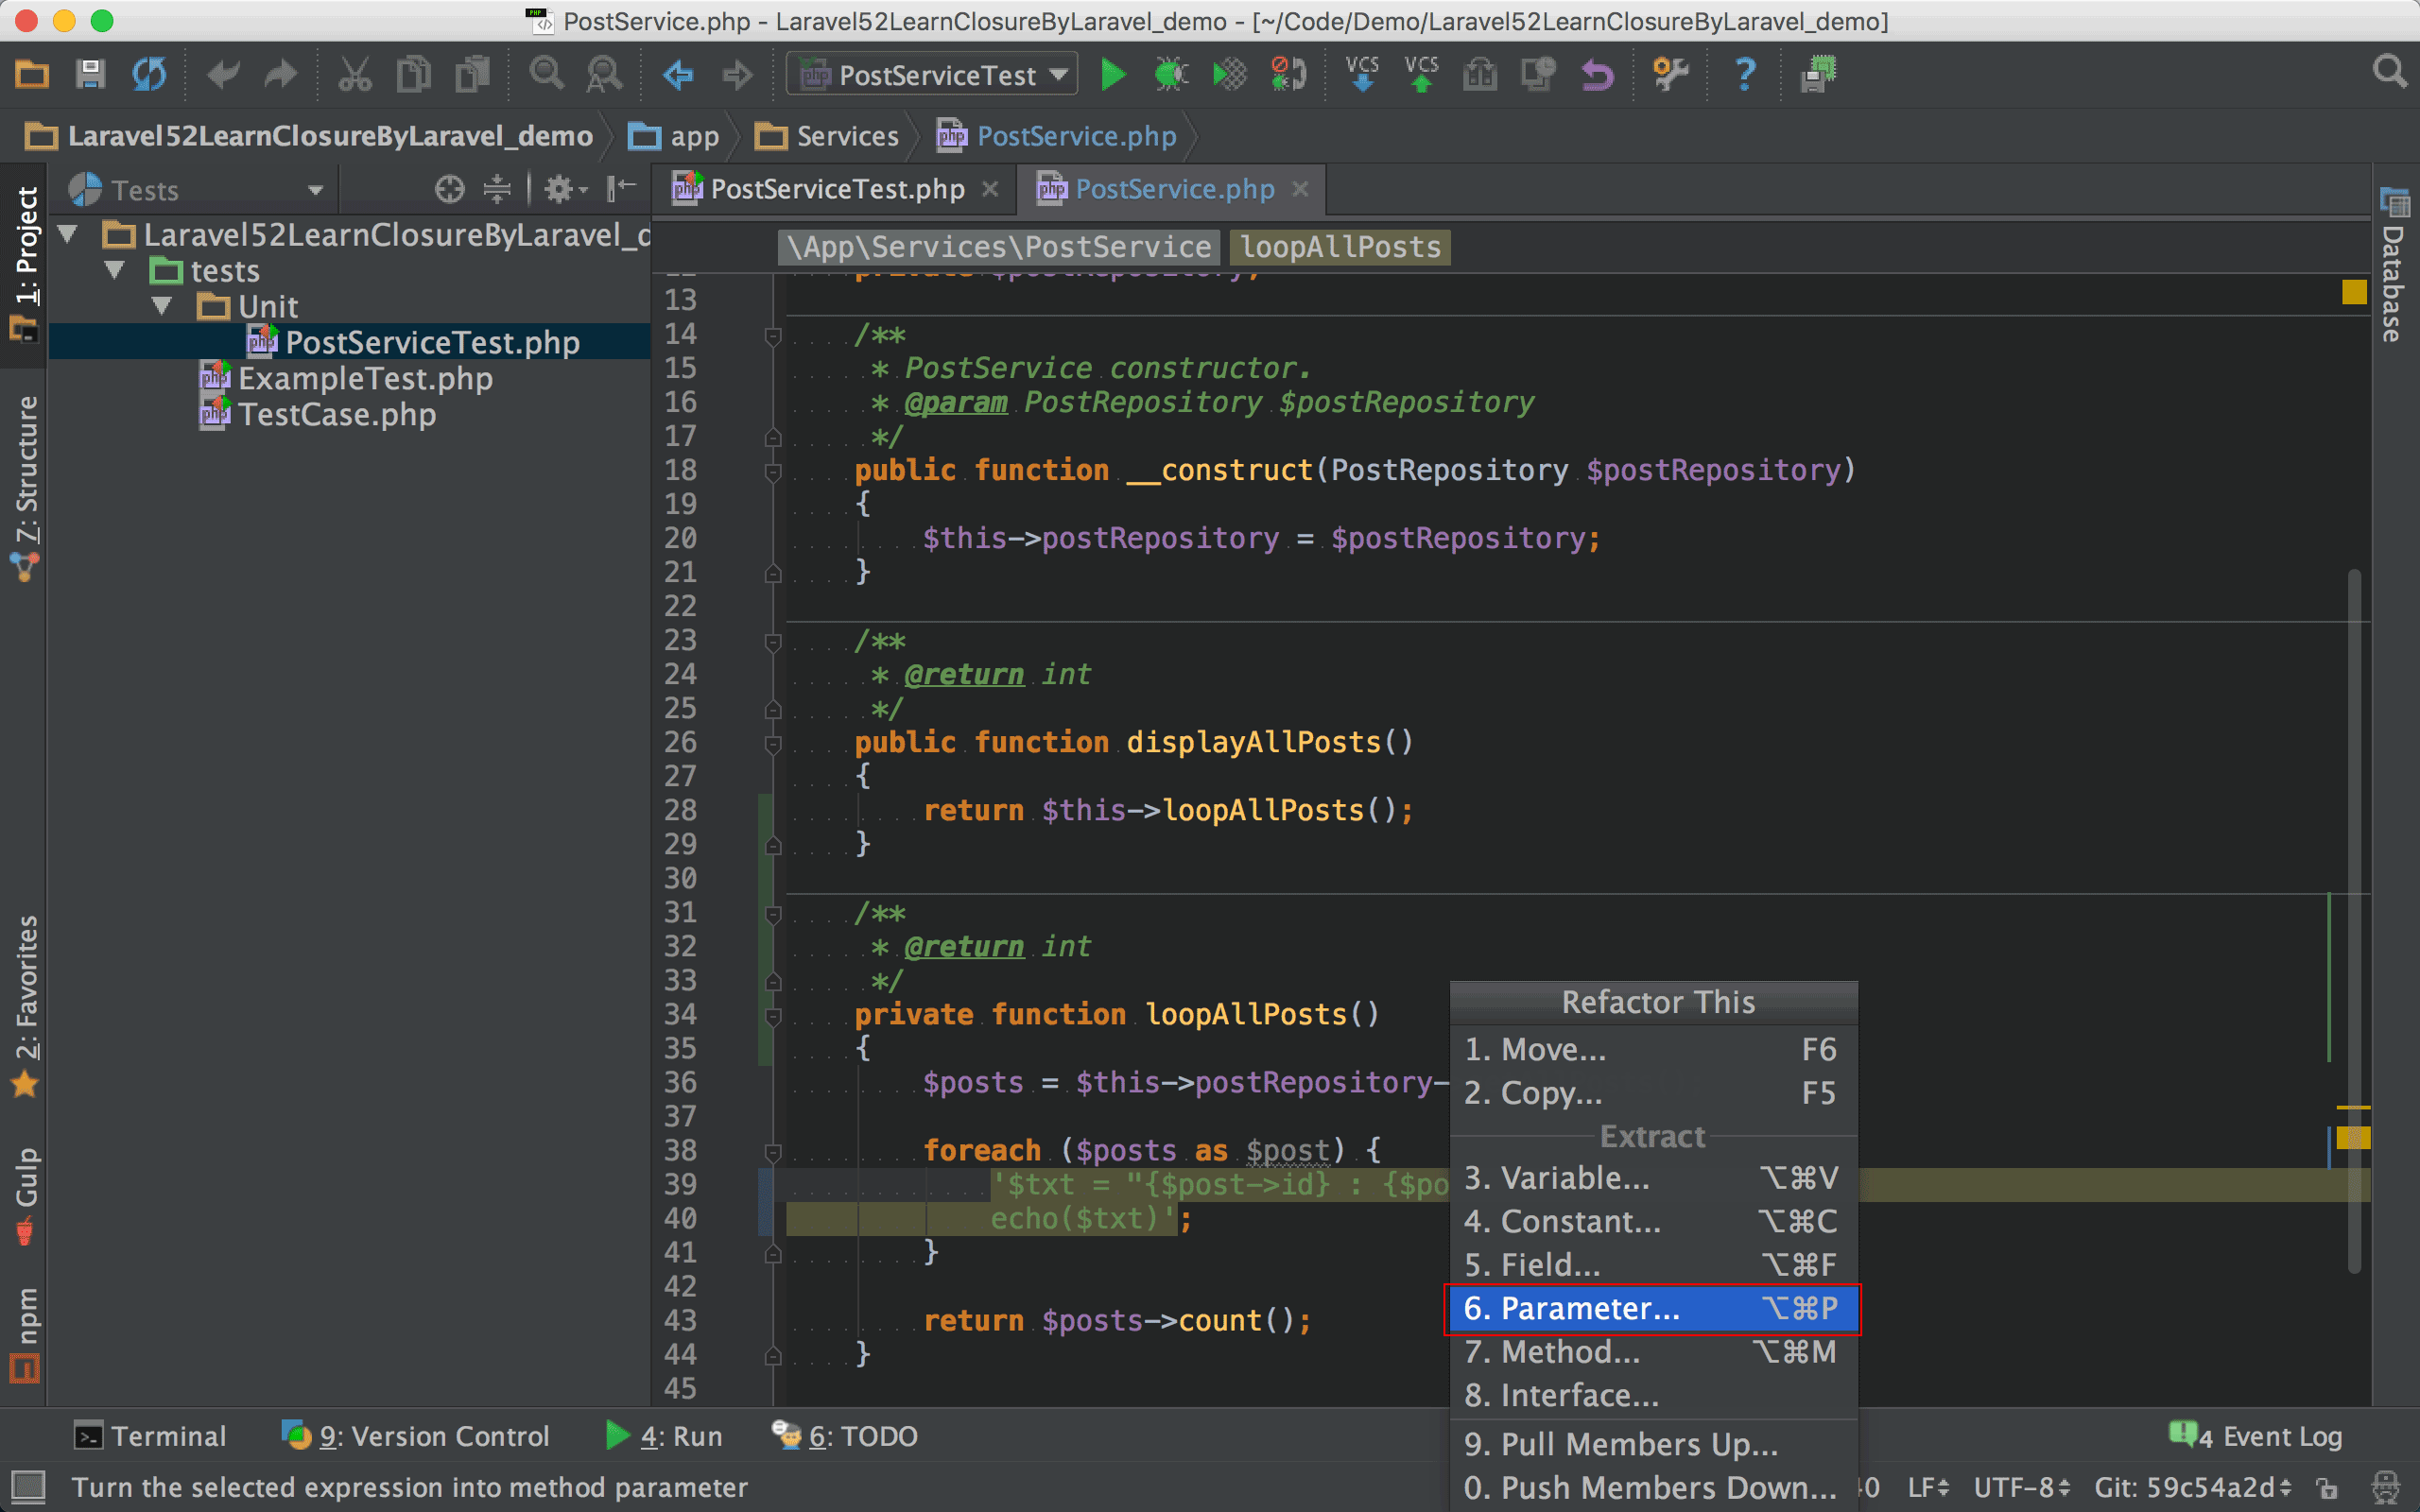 PostService.php - Laravel52LearnClosureByLaravel_demo - [~/Code/Demo/Laravel52LearnClosureByLaravel_demo]
PostServiceTest
VCS
VCS
Laravel52LearnClosureByLaravel_demo
app
Services
PostService.php
1: Project
7: Structure
2: Favorites
Gulp
npm
Tests
Laravel52LearnClosureByLaravel_d
tests
Unit
PostServiceTest.php
ExampleTest.php
TestCase.php
PostServiceTest.php
PostService.php
\App\Services\PostService
loopAllPosts
private $postRepository;
13
14 /**
15 * PostService constructor.
16 * @param PostRepository $postRepository
17 */
18 public function __construct(PostRepository $postRepository)
19 {
20 $this->postRepository = $postRepository;
21 }
22
23 /**
24 * @return int
25 */
26 public function displayAllPosts()
27 {
28 return $this->loopAllPosts();
29 }
30
31 /**
32 * @return int
33 */
34 private function loopAllPosts()
35 {
36 $posts = $this->postRepository-
37
38 foreach ($posts as $post) {
39 '$txt = "{$post->id} : {$po
40 echo($txt)';
41 }
42
43 return $posts->count();
44 }
45
Refactor This
1. Move... F6
2. Copy... F5
Extract
3. Variable... ⌥⌘V
4. Constant... ⌥⌘C
5. Field... ⌥⌘F
6. Parameter... ⌥⌘P
7. Method... ⌥⌘M
8. Interface...
9. Pull Members Up...
0. Push Members Down...
Database
Terminal
9: Version Control
4: Run
6: TODO
4 Event Log
Turn the selected expression into method parameter
LF
UTF-8
Git: 59c54a2d